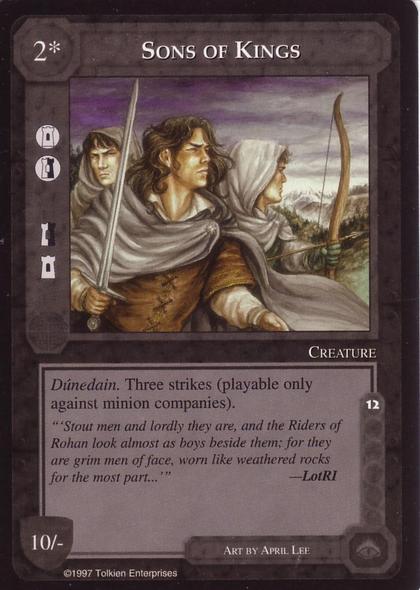 2*
SONS OF KINGS
CREATURE
Dúnedain. Three strikes (playable only
against minion companies).
12
"‘Stout men and lordly they are, and the Riders of
Rohan look almost as boys beside them; for they
are grim men of face, worn like weathered rocks
for the most part...’" —LotRI
10/-
ART BY APRIL LEE
©1997 Tolkien Enterprises